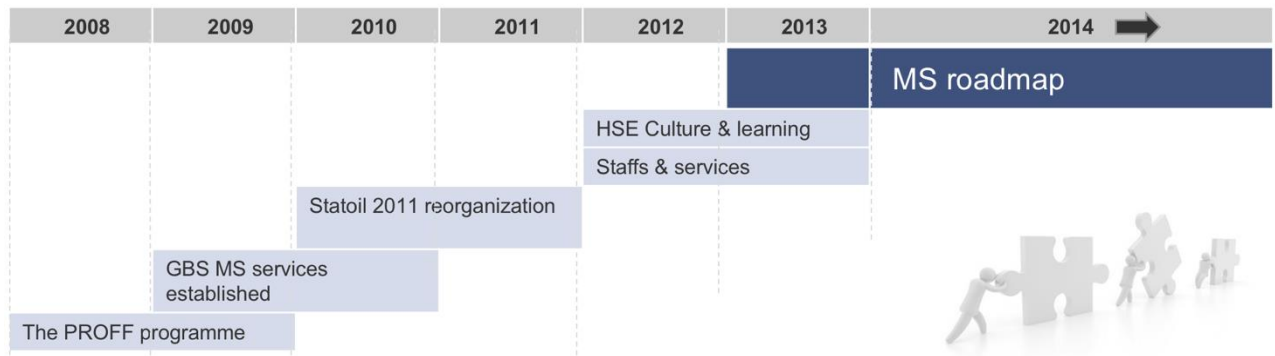 2008 2009 2010 2011 2012 2013 2014
MS roadmap
HSE Culture & learning
Staffs & services
Statoil 2011 reorganization
GBS MS services
established
The PROFF programme